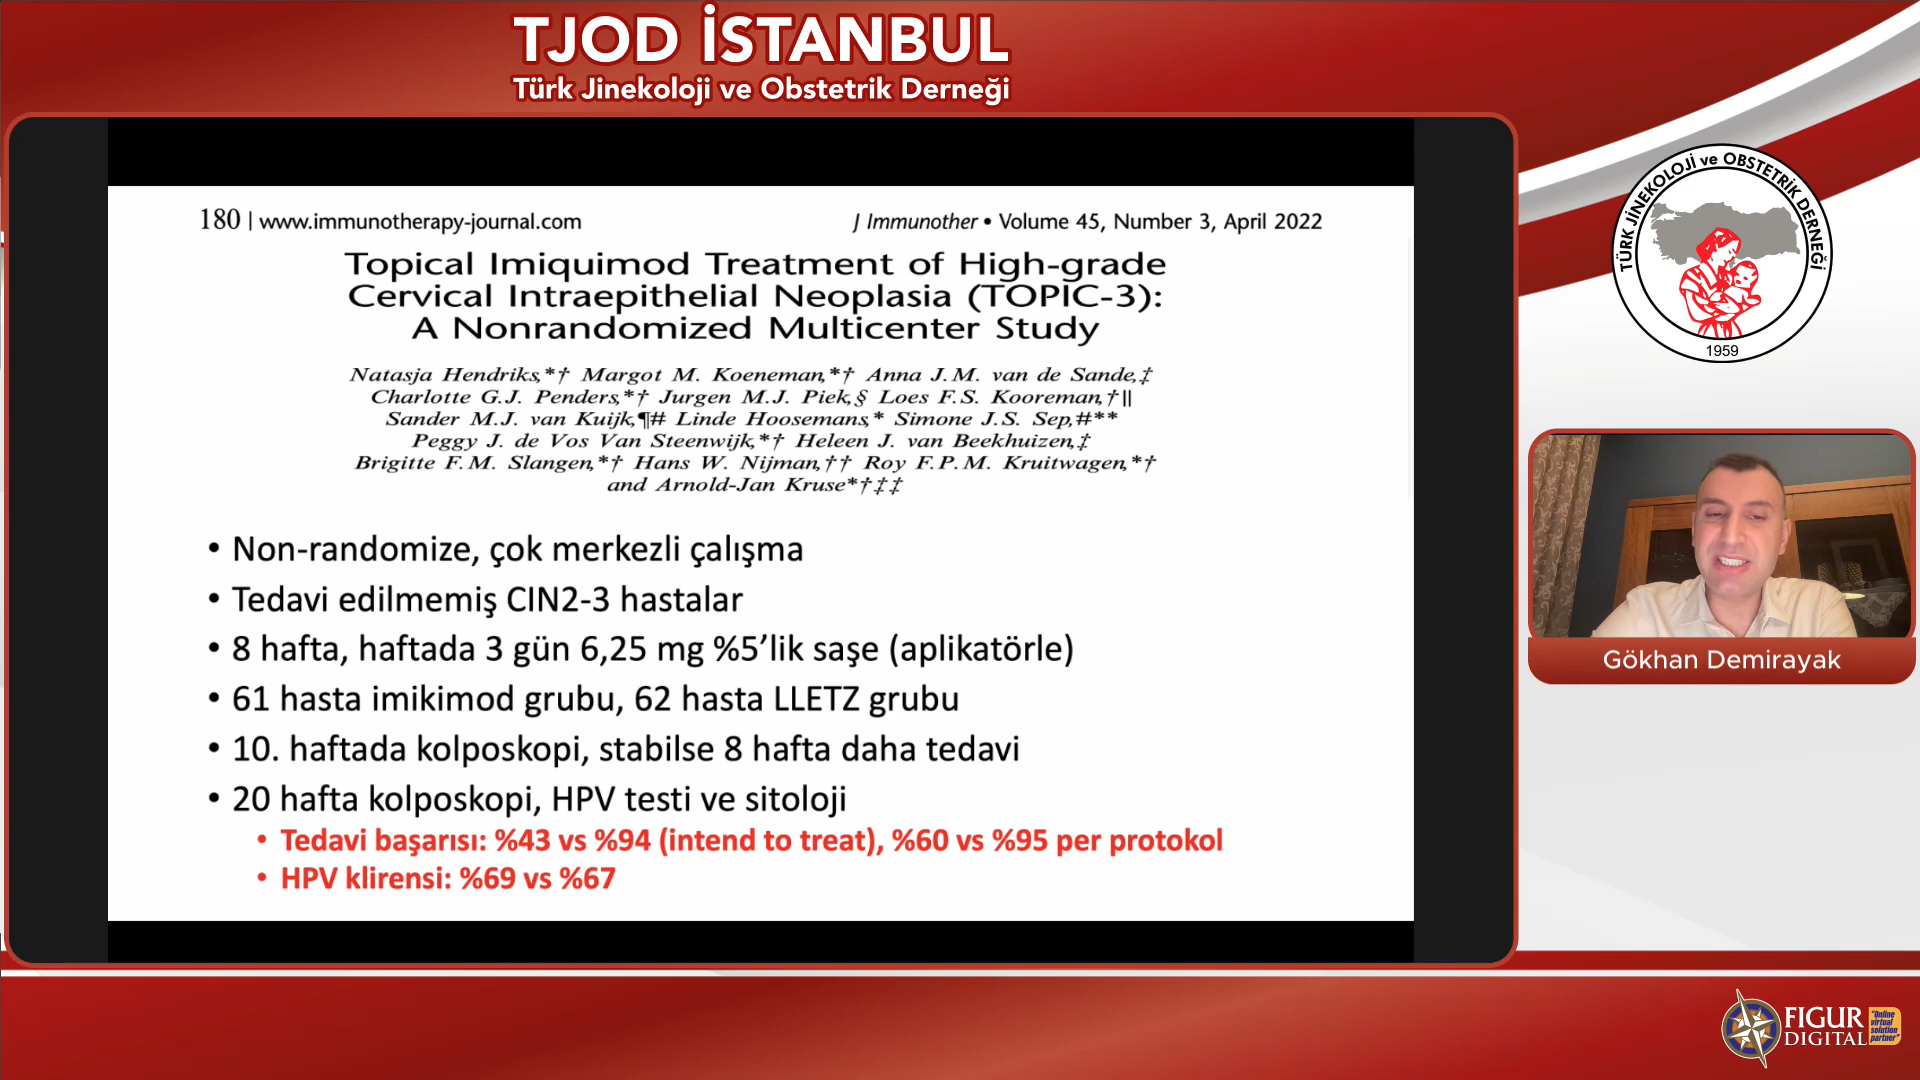 TJOD İSTANBUL
Türk Jinekoloji ve Obstetrik Derneği
180 | www.immunotherapy-journal.com
J Immunother • Volume 45, Number 3, April 2022
Topical Imiquimod Treatment of High-grade
Cervical Intraepithelial Neoplasia (TOPIC-3):
A Nonrandomized Multicenter Study
Natasja Hendriks,*† Margot M. Koeneman,*† Anna J.M. van de Sande,‡
Charlotte G.J. Penders,*† Jurgen M.J. Piek,§ Loes F.S. Kooreman,†‖
Sander M.J. van Kuijk,¶# Linde Hoosemans,* Simone J.S. Sep,#**
Peggy J. de Vos Van Steenwijk,*† Heleen J. van Beekhuizen,‡
Brigitte F.M. Slangen,*† Hans W. Nijman,†† Roy F.P.M. Kruitwagen,*†
and Arnold-Jan Kruse*†‡‡
• Non-randomize, çok merkezli çalışma
• Tedavi edilmemiş CIN2-3 hastalar
• 8 hafta, haftada 3 gün 6,25 mg %5’lik saşe (aplikatörle)
• 61 hasta imikimod grubu, 62 hasta LLETZ grubu
• 10. haftada kolposkopi, stabilse 8 hafta daha tedavi
• 20 hafta kolposkopi, HPV testi ve sitoloji
• Tedavi başarısı: %43 vs %94 (intend to treat), %60 vs %95 per protokol
• HPV klirensi: %69 vs %67
TÜRK JİNEKOLOJİ ve OBSTETRİK DERNEĞİ
1959
Gökhan Demirayak
FIGUR
DIGITAL
"Online
virtual
solution
partner"